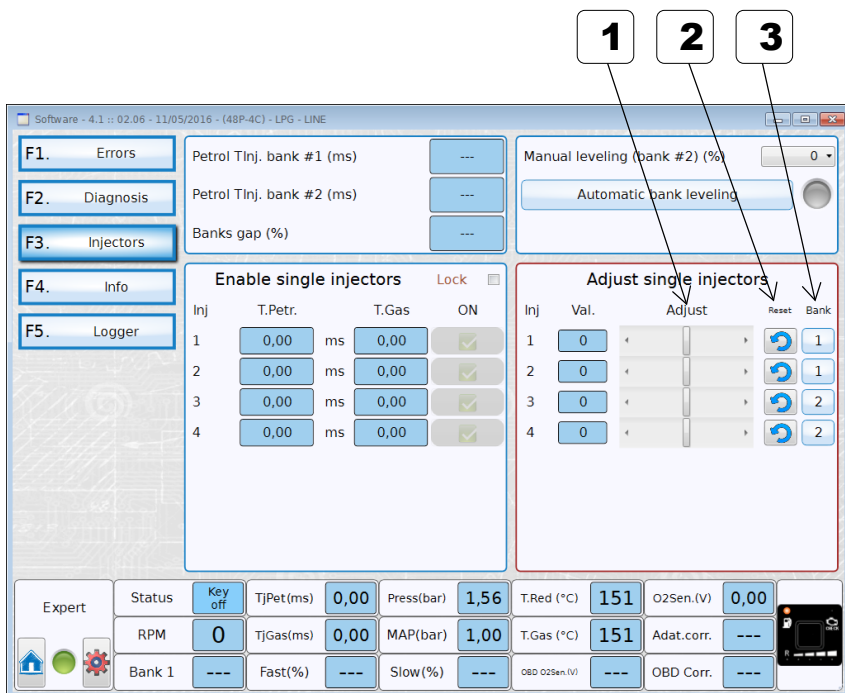 1 2 3
Software - 4.1 :: 02.06 - 11/05/2016 - (48P-4C) - LPG - LINE
F1. Errors
F2. Diagnosis
F3. Injectors
F4. Info
F5. Logger
Petrol TInj. bank #1 (ms) ---
Petrol TInj. bank #2 (ms) ---
Banks gap (%) ---
Manual leveling (bank #2) (%) 0
Automatic bank leveling
Enable single injectors Lock
Inj T.Petr. T.Gas ON
1 0,00 ms 0,00
2 0,00 ms 0,00
3 0,00 ms 0,00
4 0,00 ms 0,00
Adjust single injectors
Inj Val. Adjust Reset Bank
1 0 1
2 0 1
3 0 2
4 0 2
Expert
Status Key off TjPet(ms) 0,00 Press(bar) 1,56 T.Red (°C) 151 O2Sen.(V) 0,00
RPM 0 TjGas(ms) 0,00 MAP(bar) 1,00 T.Gas (°C) 151 Adat.corr. ---
Bank 1 --- Fast(%) --- Slow(%) --- OBD O2Sen.(V) --- OBD Corr. ---
R